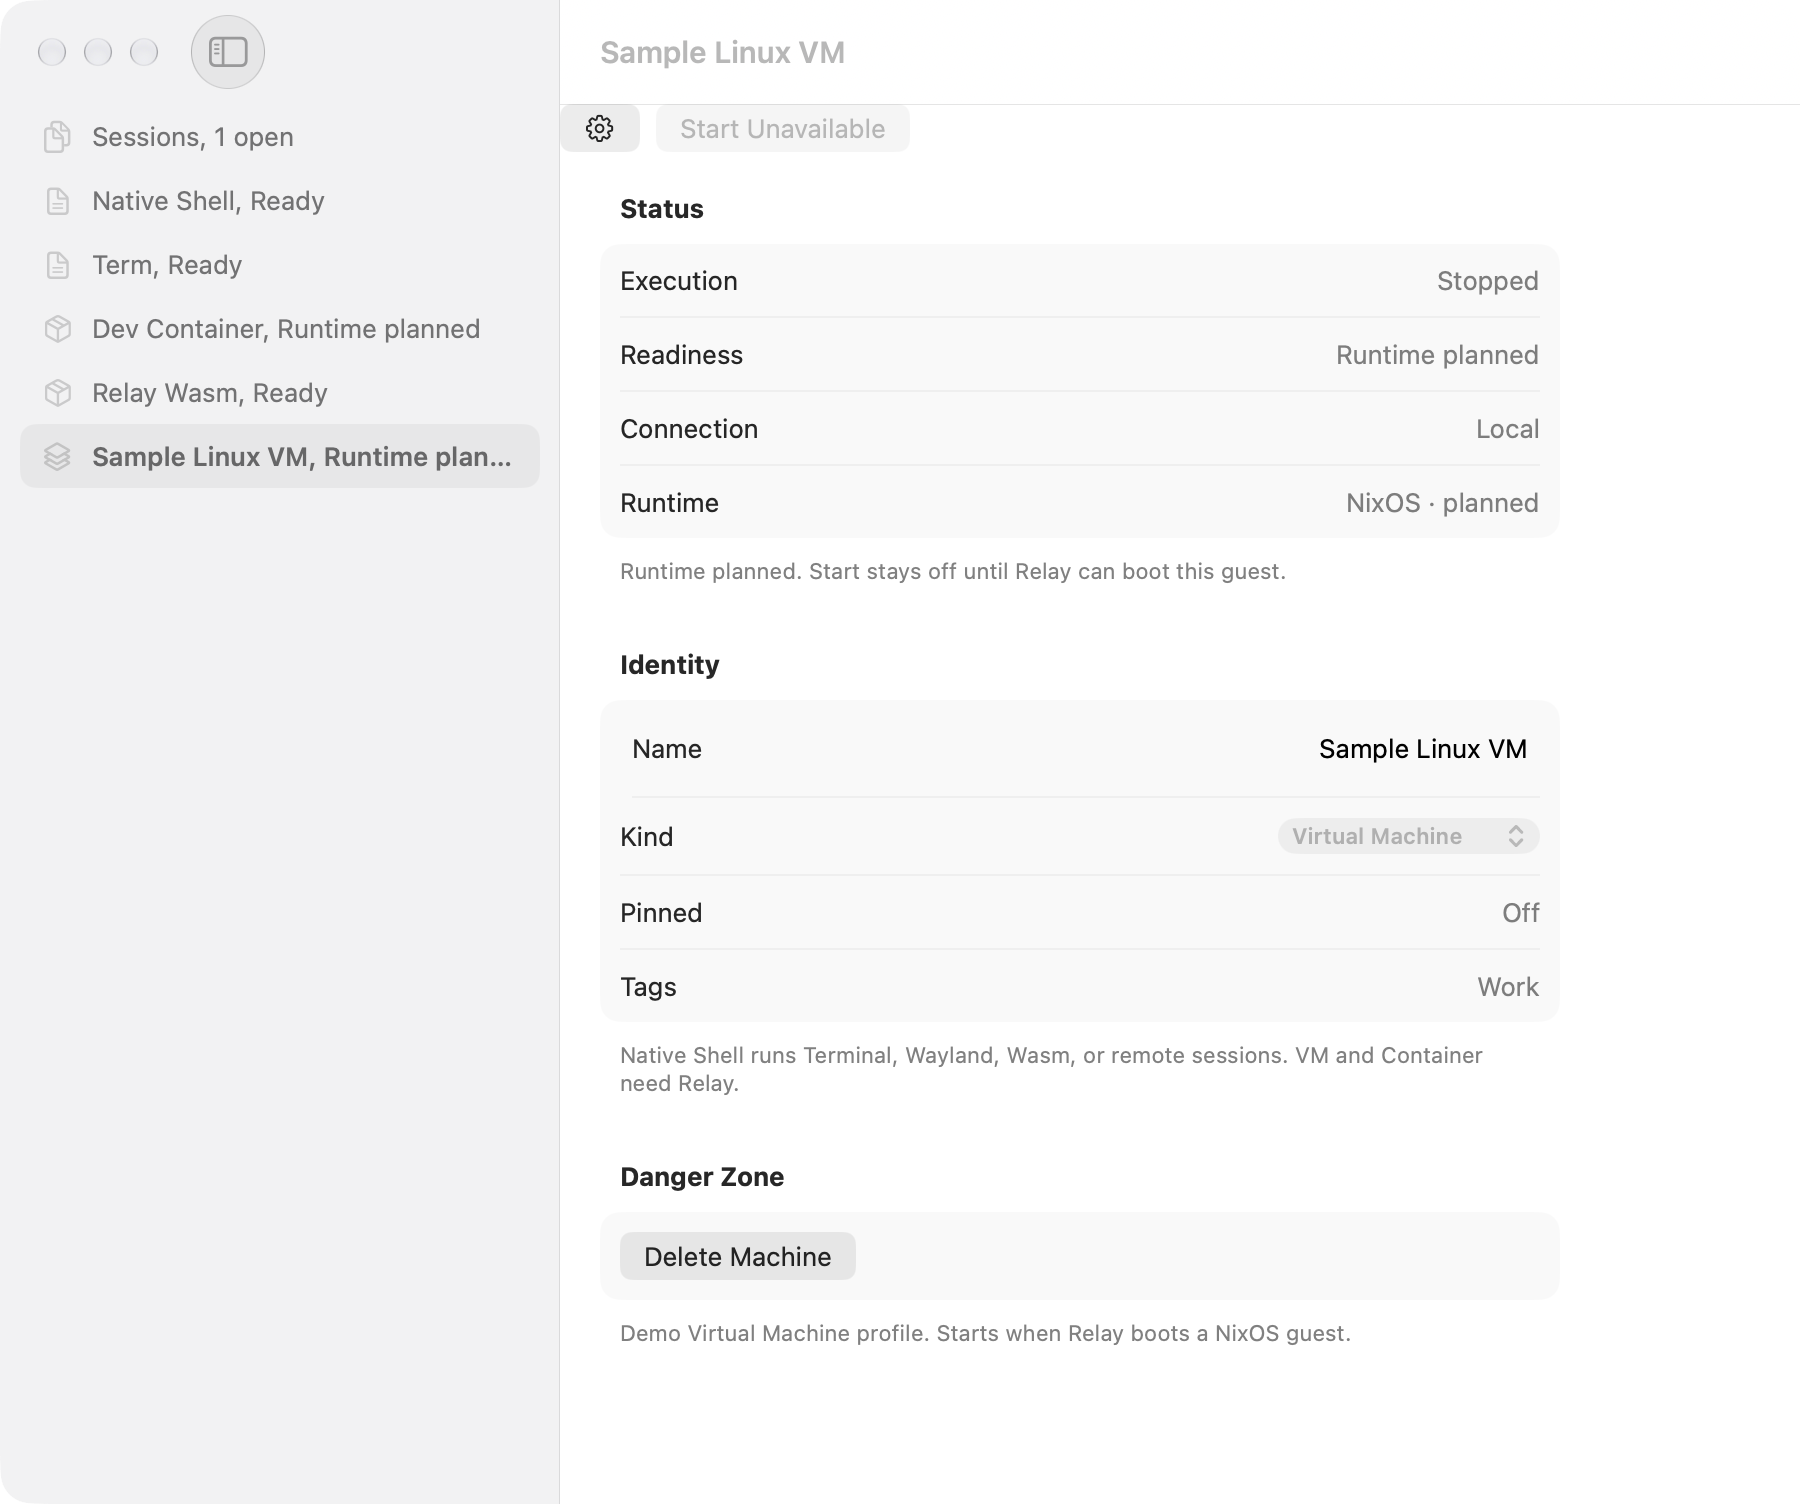 Sample Linux VM
Sessions, 1 open
Native Shell, Ready
Term, Ready
Dev Container, Runtime planned
Relay Wasm, Ready
Sample Linux VM, Runtime plan...
Start Unavailable
Status
Execution Stopped
Readiness Runtime planned
Connection Local
Runtime NixOS · planned
Runtime planned. Start stays off until Relay can boot this guest.
Identity
Name Sample Linux VM
Kind Virtual Machine
Pinned Off
Tags Work
Native Shell runs Terminal, Wayland, Wasm, or remote sessions. VM and Container
need Relay.
Danger Zone
Delete Machine
Demo Virtual Machine profile. Starts when Relay boots a NixOS guest.